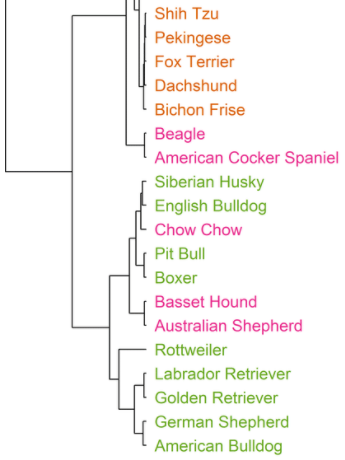 Shih Tzu
Pekingese
Fox Terrier
Dachshund
Bichon Frise
Beagle
American Cocker Spaniel
Siberian Husky
English Bulldog
Chow Chow
Pit Bull
Boxer
Basset Hound
Australian Shepherd
Rottweiler
Labrador Retriever
Golden Retriever
German Shepherd
American Bulldog